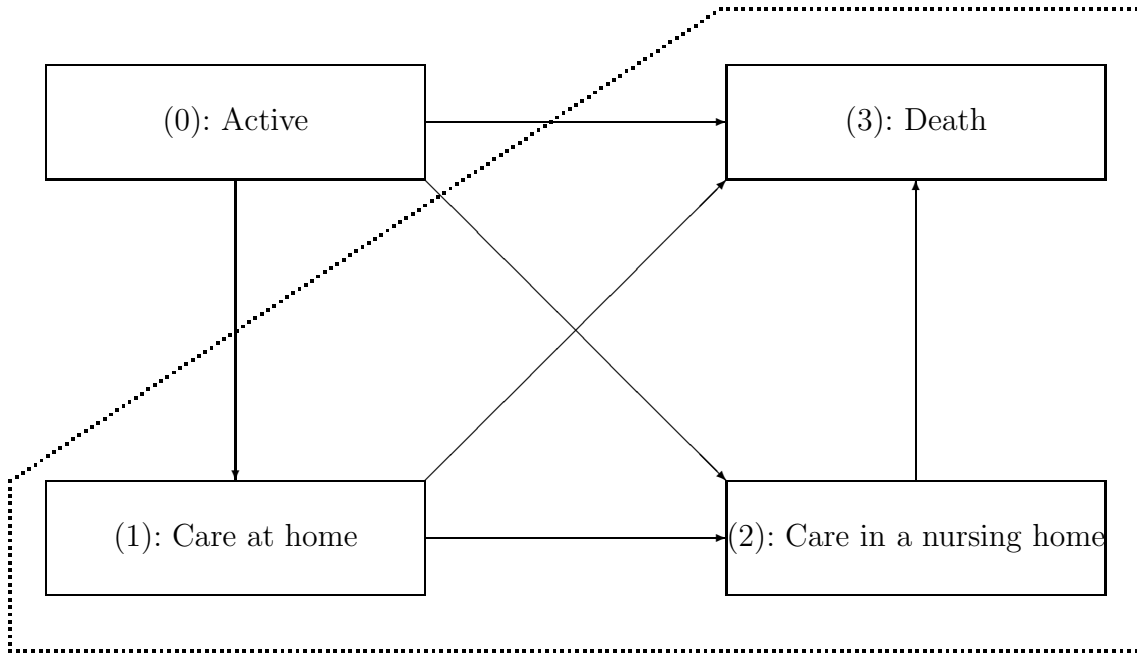 (0): Active
(3): Death
(1): Care at home
(2): Care in a nursing home